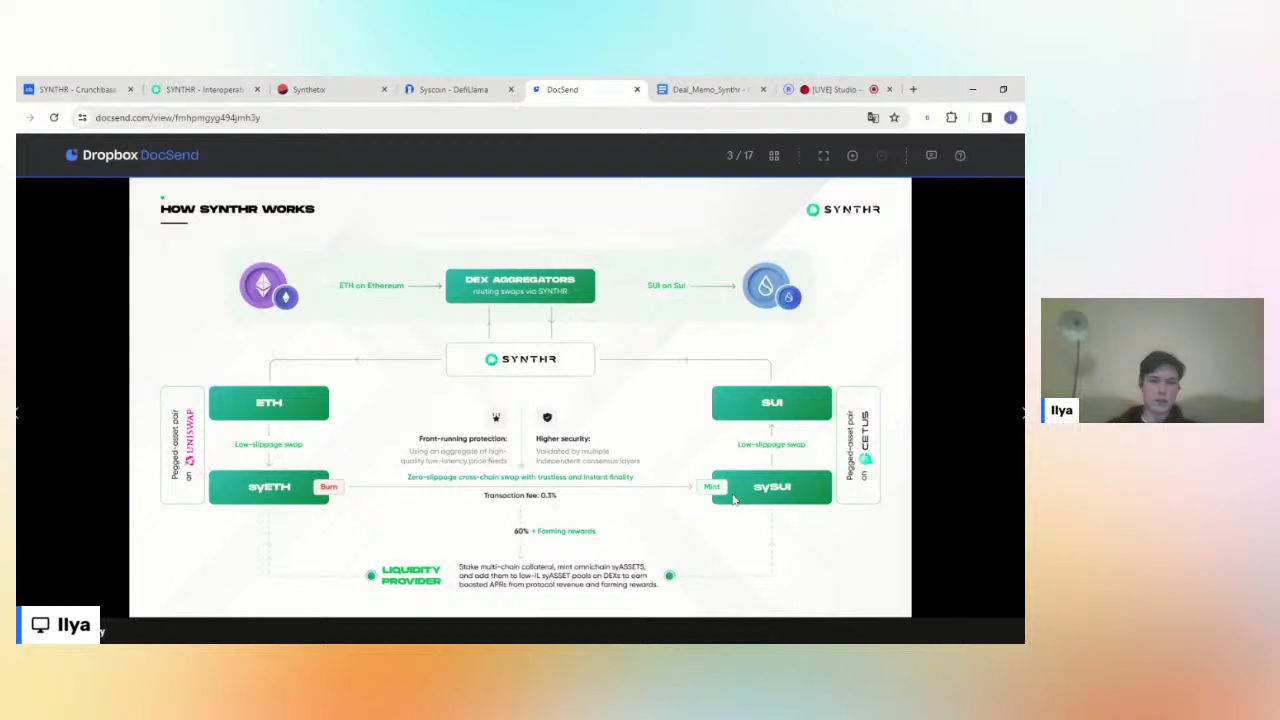 SYNTHR - Crunchbase
SYNTHR - Interoperab
Synthetix
Syscoin - DefiLlama
DocSend
Deal_Memo_Synthr -
[LIVE] Studio -
docsend.com/view/fmhpmgyg494jmh3y
Dropbox DocSend
3 / 17
HOW SYNTHR WORKS
SYNTHR
ETH on Ethereum
DEX AGGREGATORS
routing swaps via SYNTHR
SUI on Sui
SYNTHR
Pegged-asset pair
on UNISWAP
ETH
Low-slippage swap
syETH
Burn
Front-running protection:
Using an aggregate of high-
quality low-latency price feeds
Higher security:
Validated by multiple
independent consensus layers
Zero-slippage cross-chain swap with trustless and instant finality
Transaction fee: 0.3%
60% + Farming rewards
SUI
Low-slippage swap
Mint
sySUI
Pegged-asset pair
on CETUS
LIQUIDITY
PROVIDER
Stake multi-chain collateral, mint omnichain syASSETS,
and add them to low-IL syASSET pools on DEXs to earn
boosted APRs from protocol revenue and farming rewards.
Ilya
Ilya